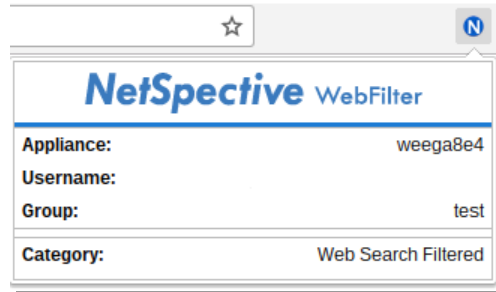 N
NetSpective WebFilter
Appliance: weega8e4
Username:
Group: test
Category: Web Search Filtered